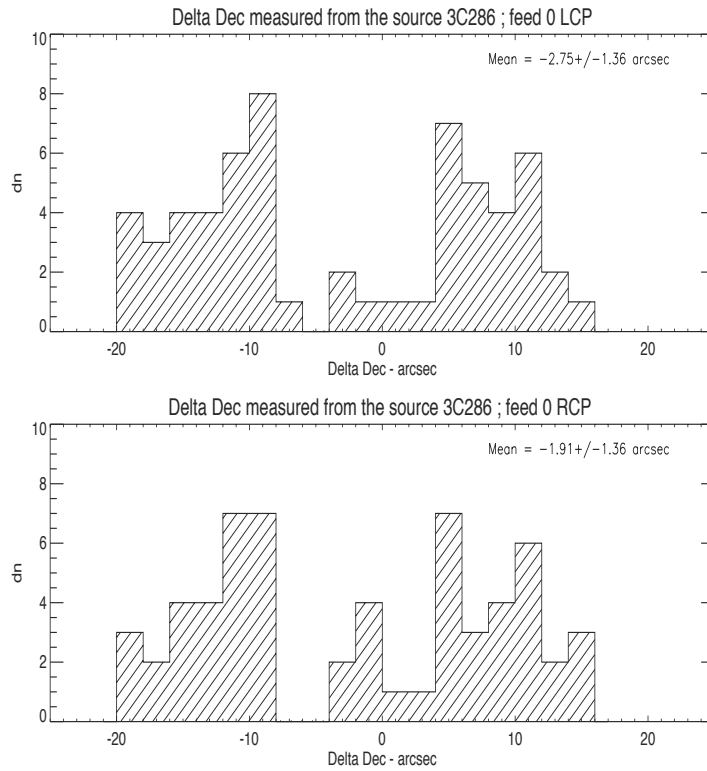 Delta Dec measured from the source 3C286 ; feed 0 LCP
Mean = -2.75+/-1.36 arcsec
10
8
6
4
2
0
dn
-20 -10 0 10 20
Delta Dec - arcsec
Delta Dec measured from the source 3C286 ; feed 0 RCP
Mean = -1.91+/-1.36 arcsec
10
8
6
4
2
0
dn
-20 -10 0 10 20
Delta Dec - arcsec